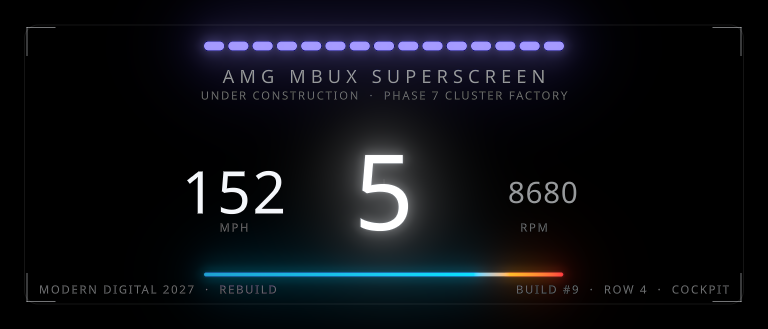 AMG MBUX SUPERSCREEN
UNDER CONSTRUCTION · PHASE 7 CLUSTER FACTORY
152
MPH
5
8680
RPM
MODERN DIGITAL 2027 · REBUILD
BUILD #9 · ROW 4 · COCKPIT